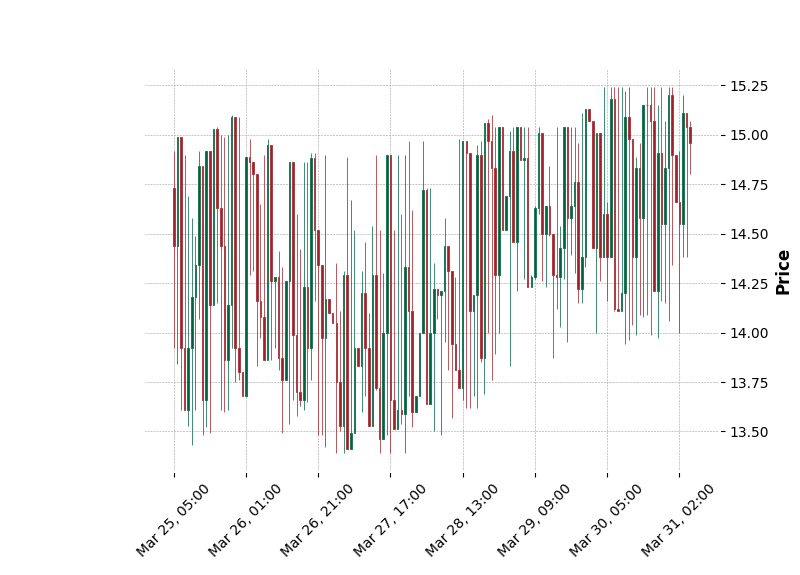 15.25
15.00
14.75
14.50
14.25
14.00
13.75
13.50
Price
Mar 25, 05:00
Mar 26, 01:00
Mar 26, 21:00
Mar 27, 17:00
Mar 28, 13:00
Mar 29, 09:00
Mar 30, 05:00
Mar 31, 02:00